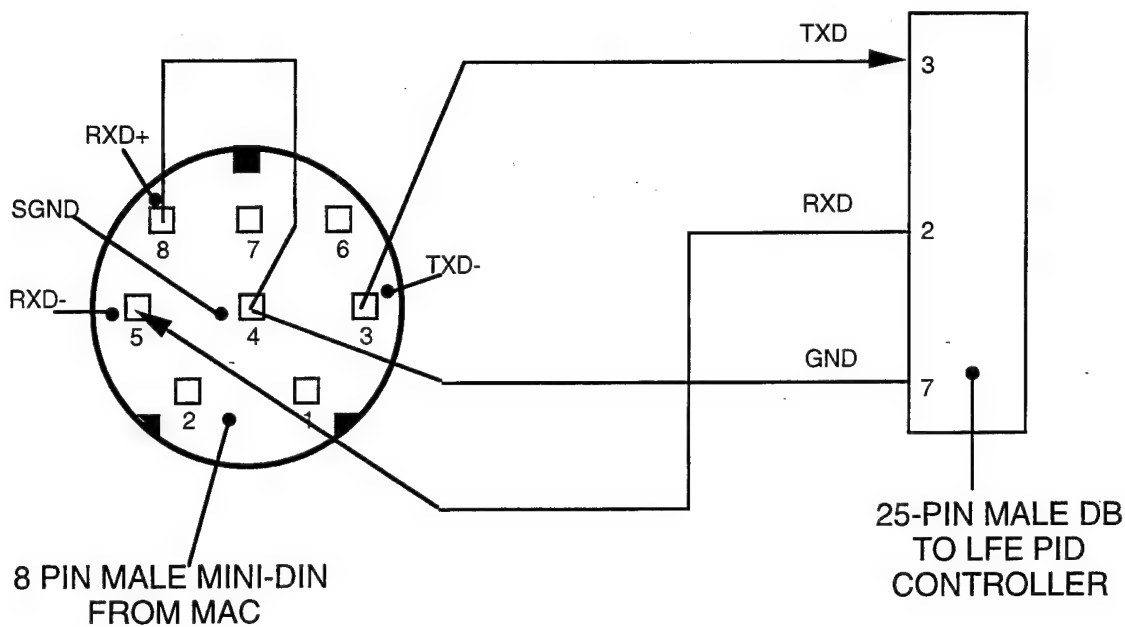 TXD
3
RXD+
SGND
8
7
6
RXD
2
TXD-
RXD-
5
4
3
GND
7
2
1
25-PIN MALE DB
TO LFE PID
CONTROLLER
8 PIN MALE MINI-DIN
FROM MAC